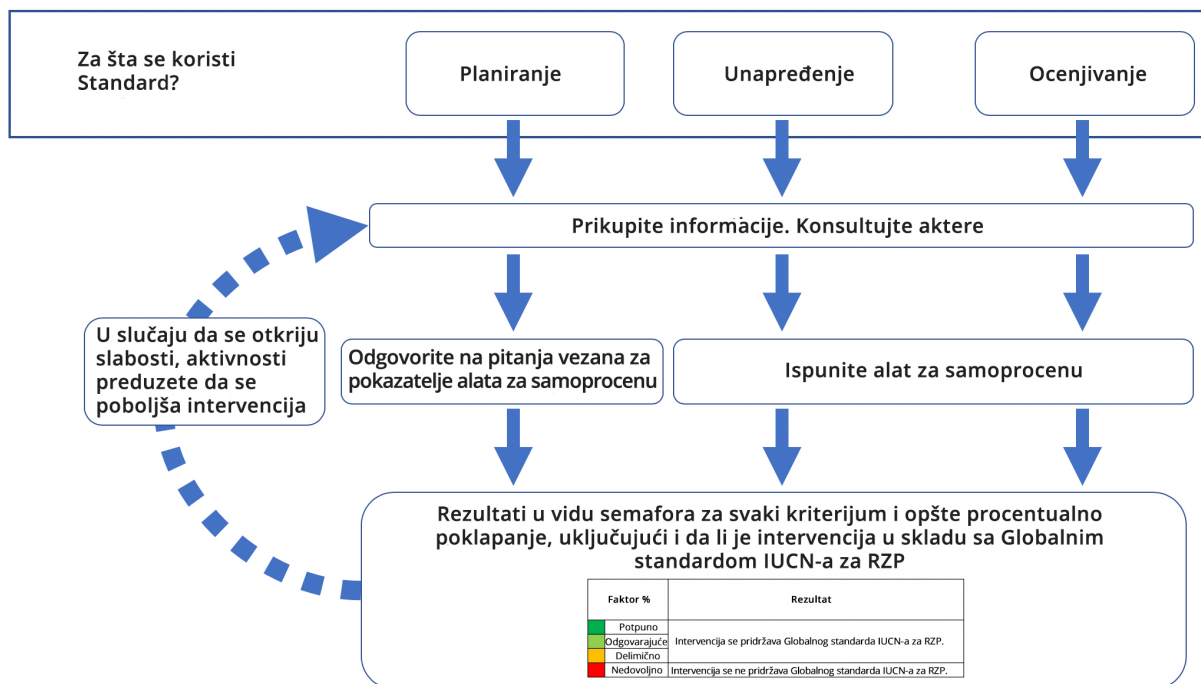 Za šta se koristi
Standard?
Planiranje
Unapređenje
Ocenjivanje
Prikupite informacije. Konsultujte aktere
U slučaju da se otkriju
slabosti, aktivnosti
preduzete da se
poboljša intervencija
Odgovorite na pitanja vezana za
pokazatelje alata za samoprocenu
Ispunite alat za samoprocenu
Rezultati u vidu semafora za svaki kriterijum i opšte procentualno
poklapanje, uključujući i da li je intervencija u skladu sa Globalnim
standardom IUCN-a za RZP
Faktor %
Rezultat
Potpuno
Odgovarajuće
Delimično
Intervencija se pridržava Globalnog standarda IUCN-a za RZP.
Nedovoljno
Intervencija se ne pridržava Globalnog standarda IUCN-a za RZP.